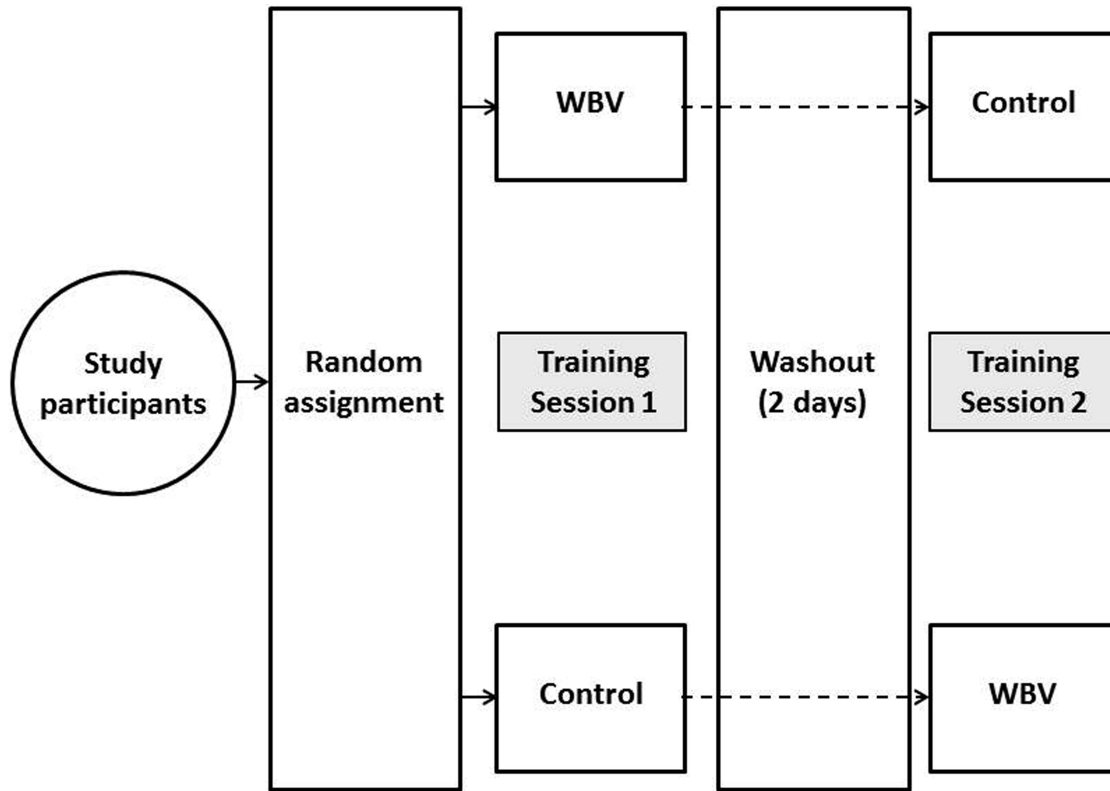 WBV
Control
Study
participants
Random
assignment
Training
Session 1
Washout
(2 days)
Training
Session 2
Control
WBV